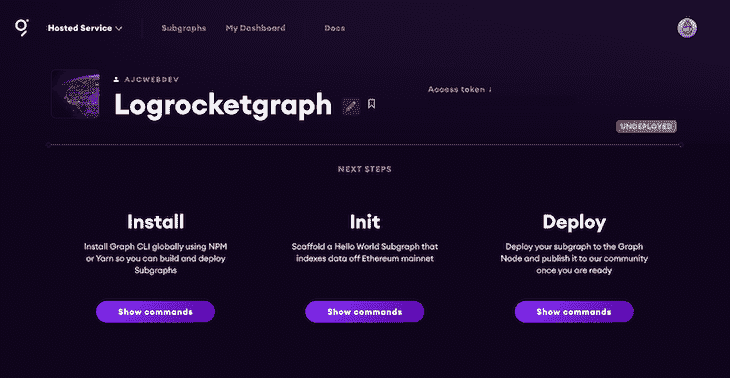 Hosted Service
Subgraphs
My Dashboard
Docs
AJCWEBDEV
Logrocketgraph
Access token ↓
UNDEPLOYED
NEXT STEPS
Install
Install Graph CLI globally using NPM
or Yarn so you can build and deploy
Subgraphs
Show commands
Init
Scaffold a Hello World Subgraph that
indexes data off Ethereum mainnet
Show commands
Deploy
Deploy your subgraph to the Graph
Node and publish it to our community
once you are ready
Show commands